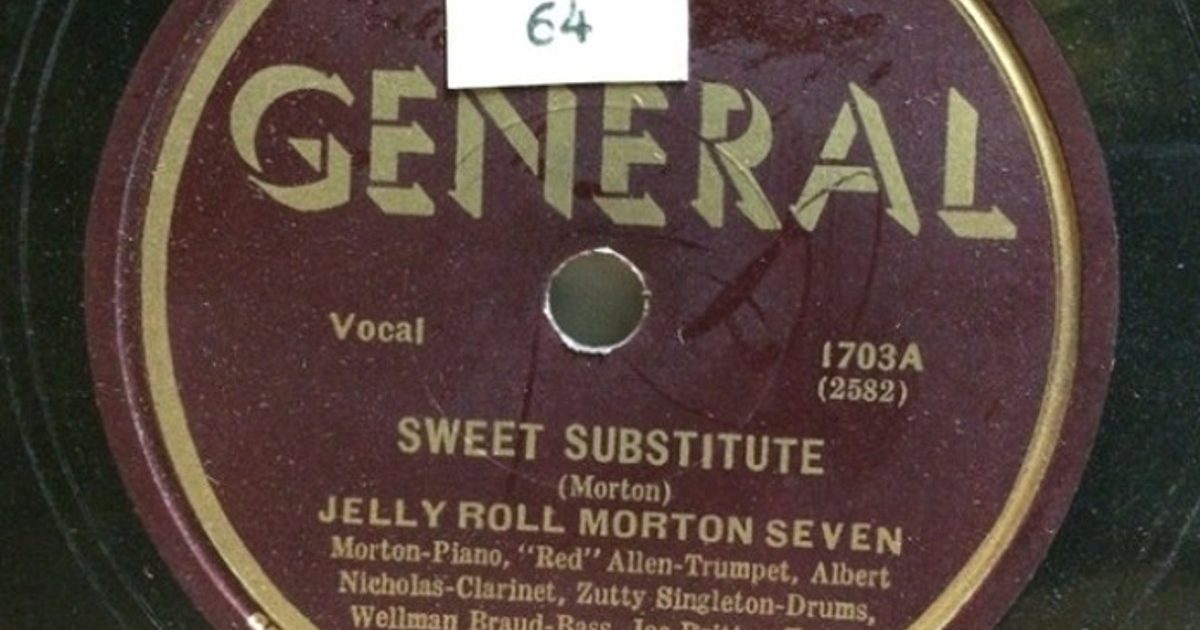 64
GENERAL
Vocal
1703A
(2582)
SWEET SUBSTITUTE
(Morton)
JELLY ROLL MORTON SEVEN
Morton-Piano, "Red" Allen-Trumpet, Albert
Nicholas-Clarinet, Zutty Singleton-Drums,
Wellman Braud-Bass, Joe